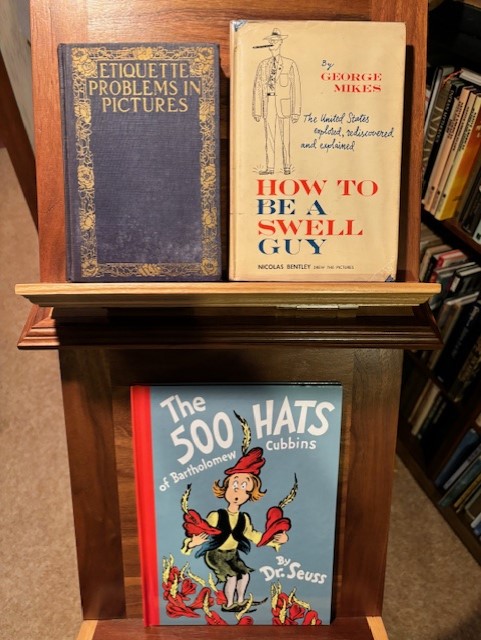 ETIQUETTE
PROBLEMS IN
PICTURES
By
GEORGE
MIKES
The United States
explored, rediscovered
and explained
HOW TO
BE A
SWELL
GUY
NICOLAS BENTLEY DREW THE PICTURES
The
500 HATS
of Bartholomew Cubbins
By
Dr. Seuss